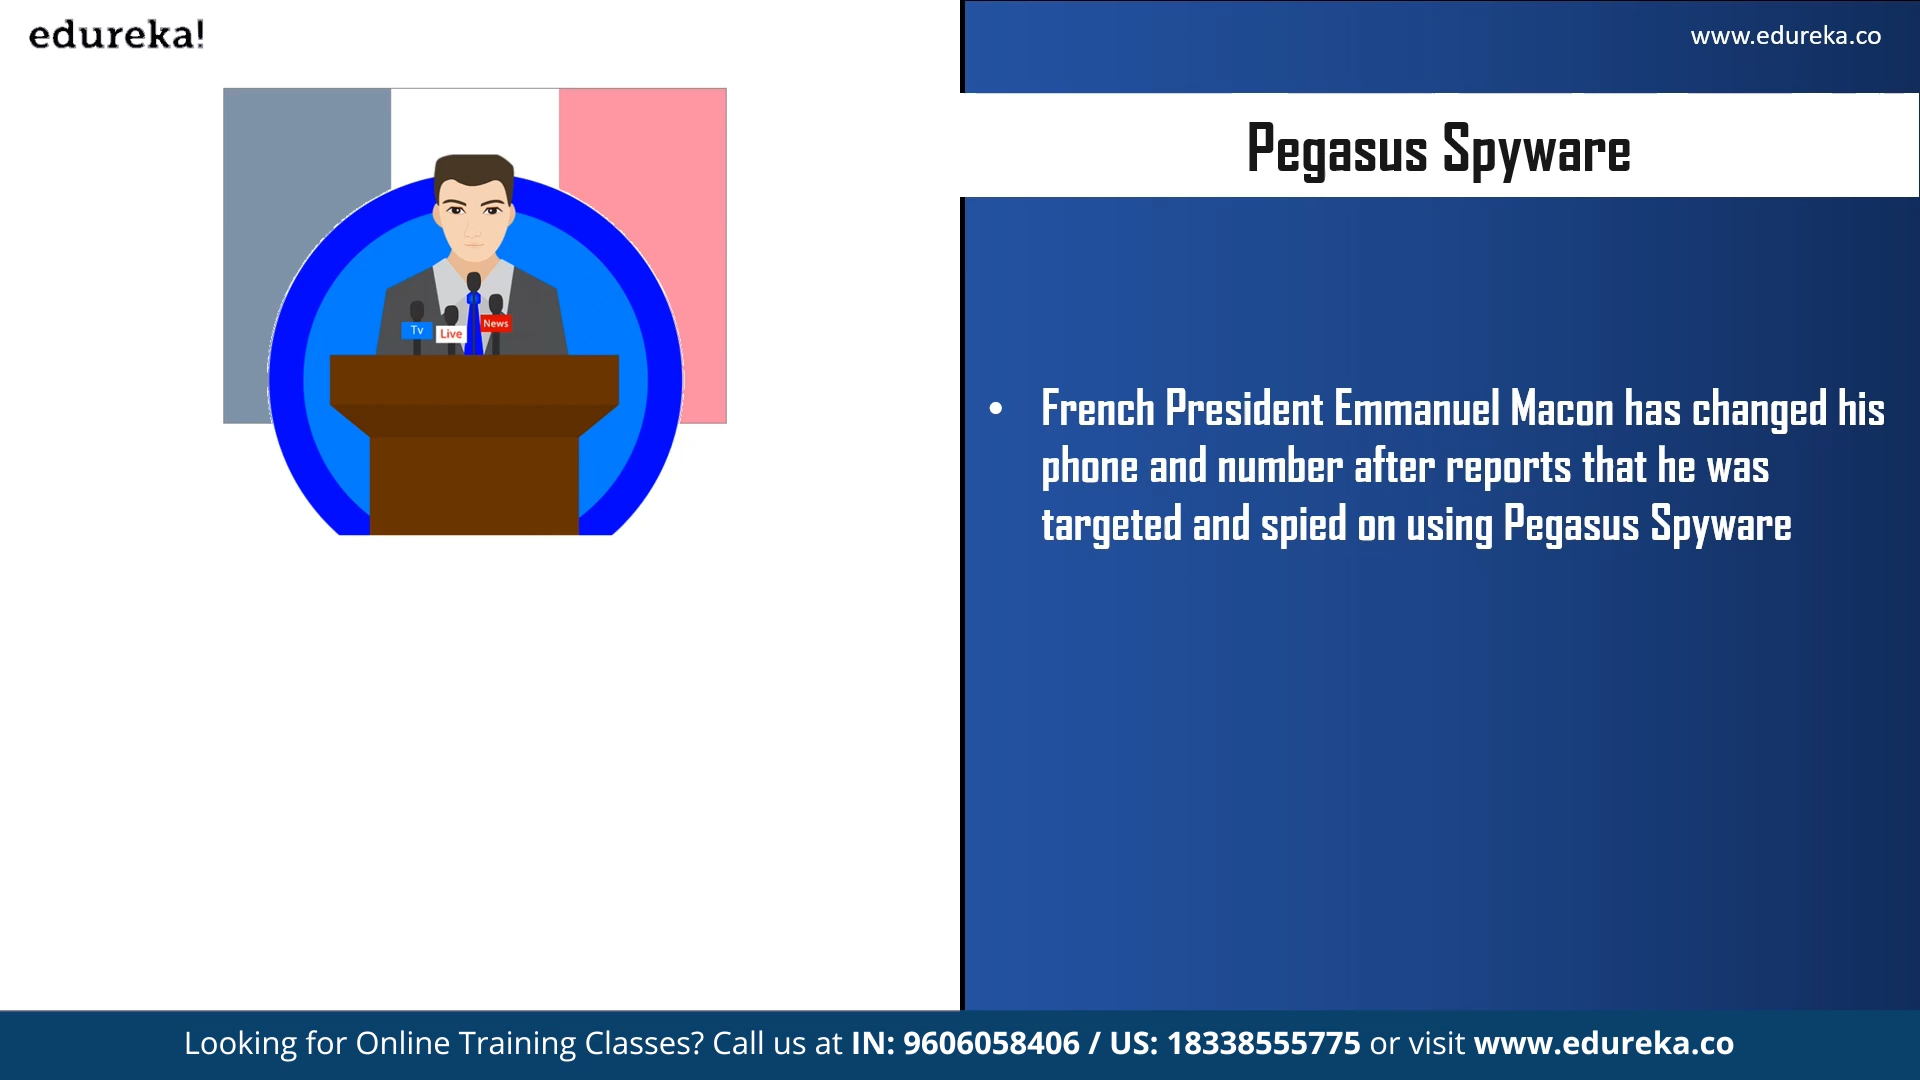 edureka!
www.edureka.co
Pegasus Spyware
Tv
Live
News
• French President Emmanuel Macon has changed his
phone and number after reports that he was
targeted and spied on using Pegasus Spyware
Looking for Online Training Classes? Call us at IN: 9606058406 / US: 18338555775 or visit www.edureka.co